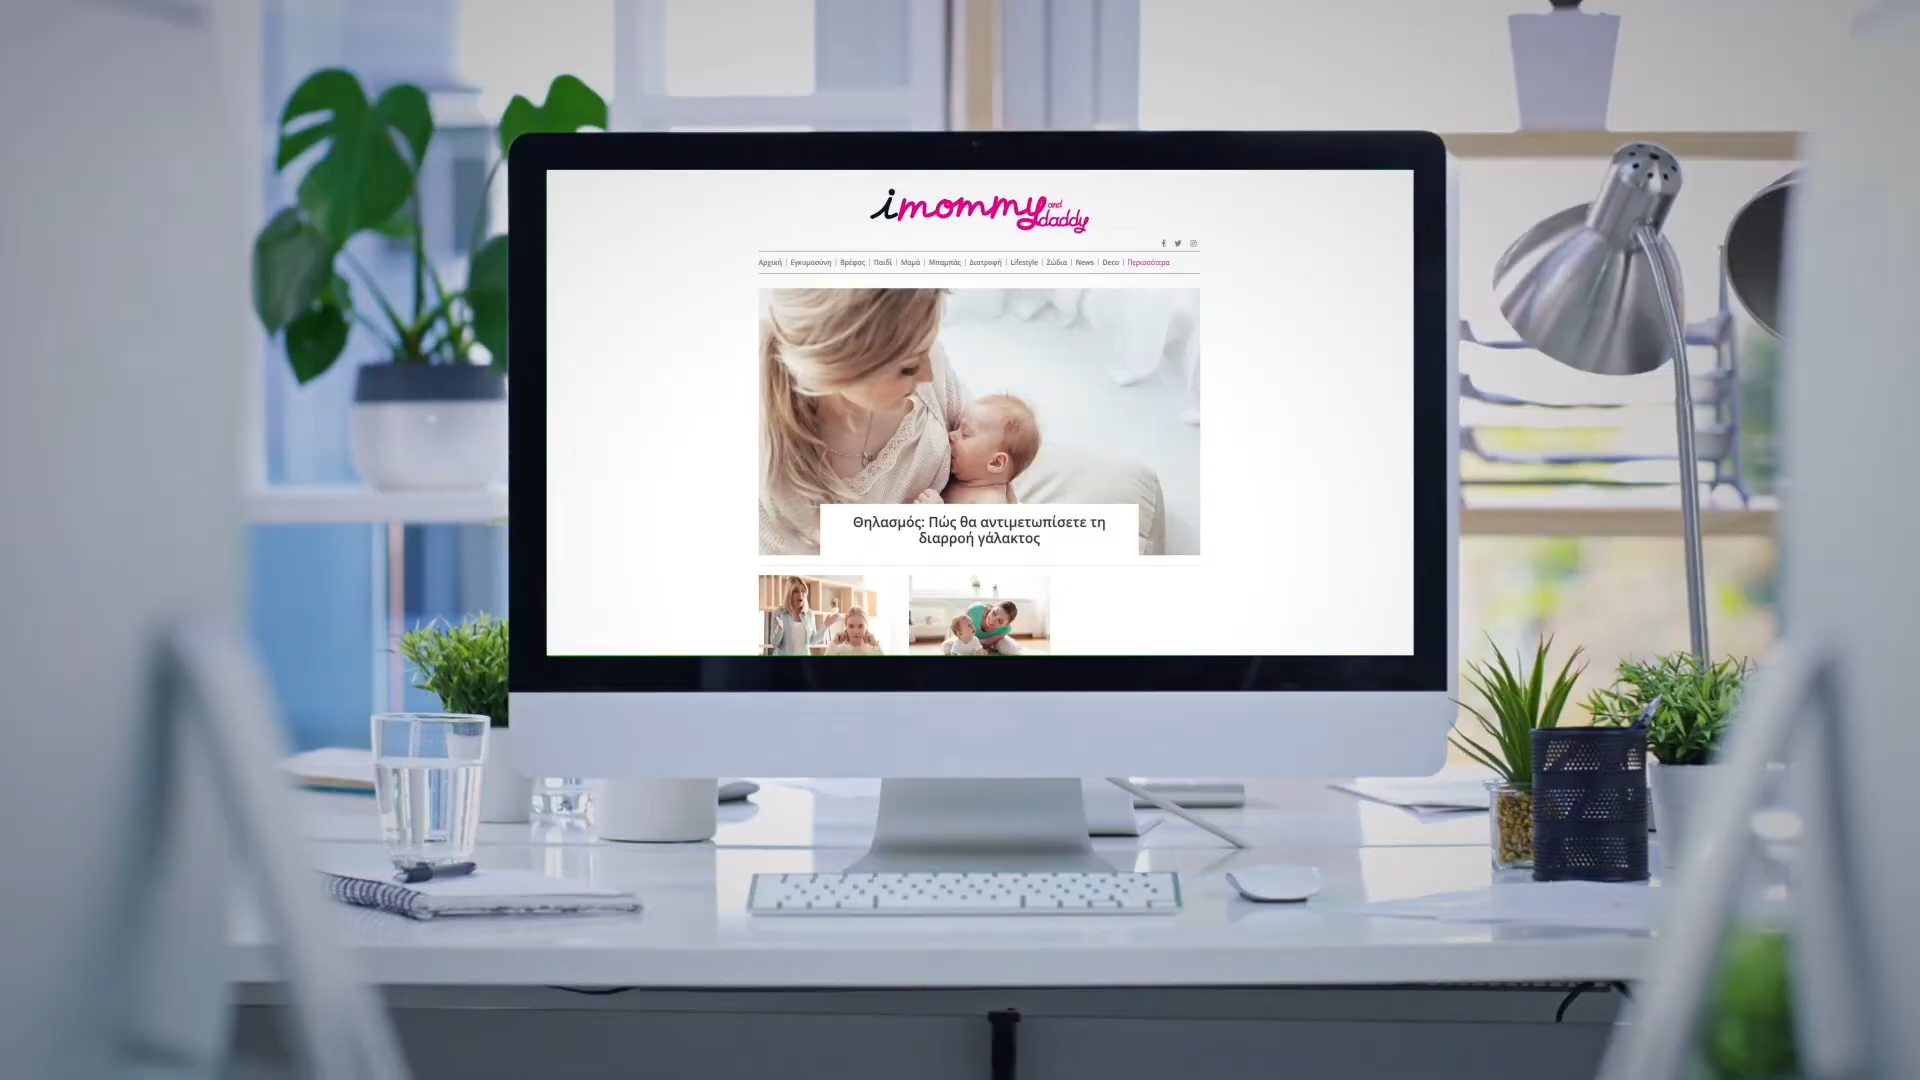 imommy and daddy
Αρχική | Εγκυμοσύνη | Βρέφος | Παιδί | Μαμά | Μπαμπάς | Διατροφή | Lifestyle | Ζώδια | News | Deco | Περισσότερα
Θηλασμός: Πώς θα αντιμετωπίσετε τη
διαρροή γάλακτος